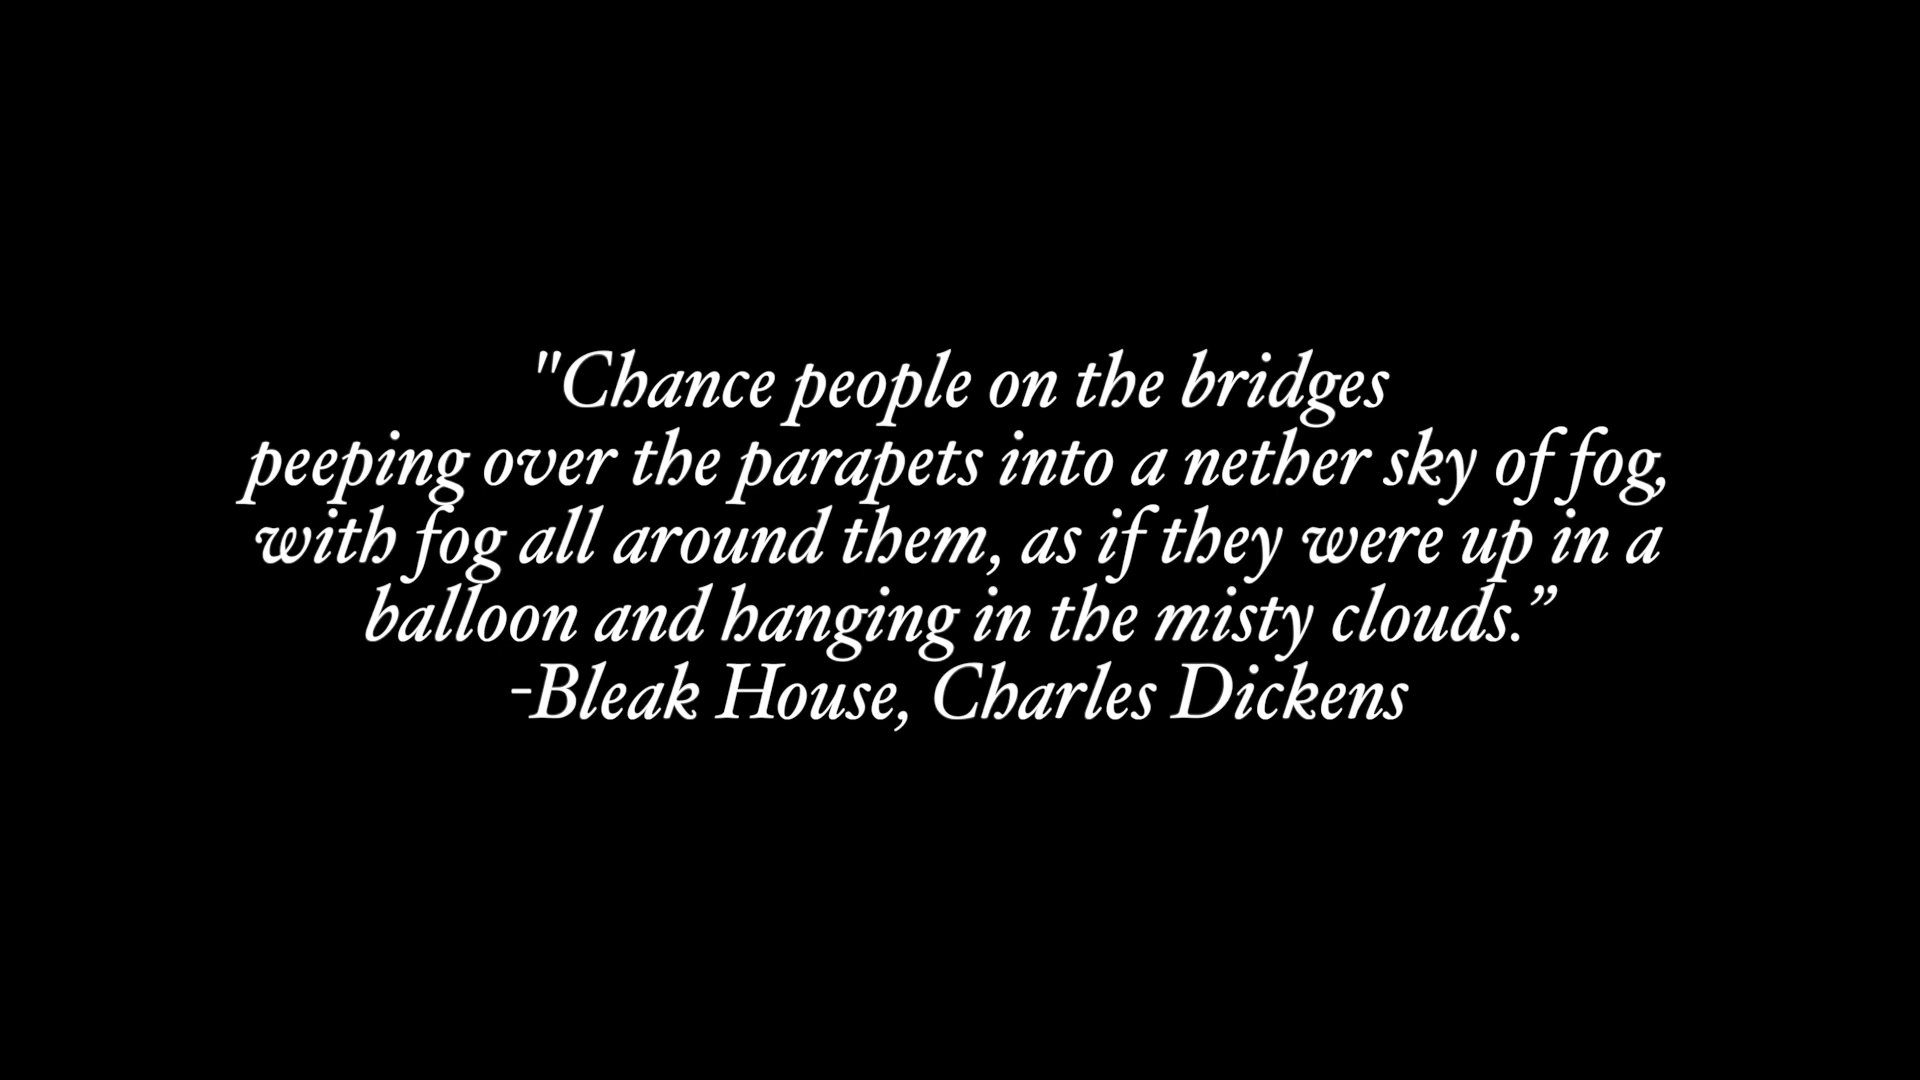 "Chance people on the bridges
peeping over the parapets into a nether sky of fog,
with fog all around them, as if they were up in a
balloon and hanging in the misty clouds.”
-Bleak House, Charles Dickens